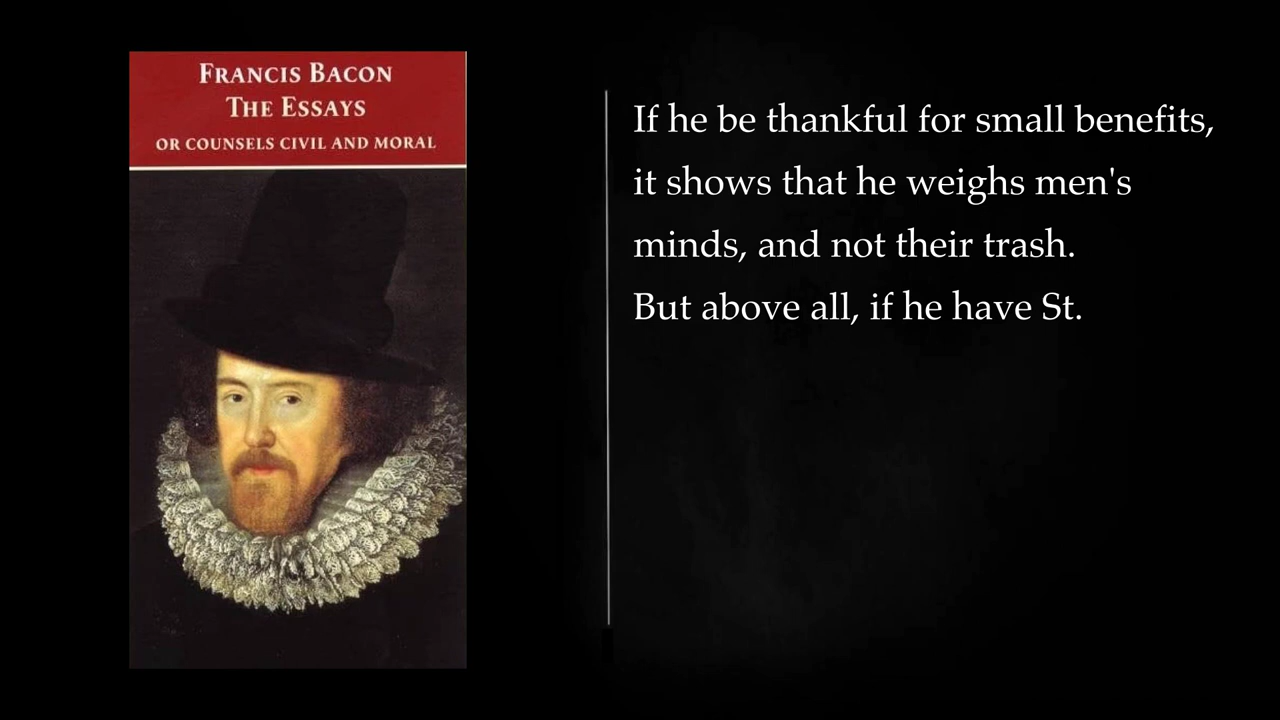 FRANCIS BACON
THE ESSAYS
OR COUNSELS CIVIL AND MORAL
If he be thankful for small benefits,
it shows that he weighs men's
minds, and not their trash.
But above all, if he have St.